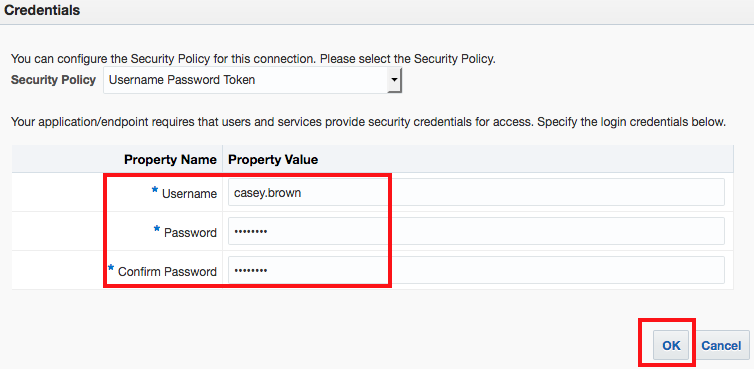 Credentials
You can configure the Security Policy for this connection. Please select the Security Policy.
Security Policy Username Password Token
Your application/endpoint requires that users and services provide security credentials for access. Specify the login credentials below.
Property Name Property Value
* Username casey.brown
* Password ••••••••
* Confirm Password ••••••••
OK Cancel